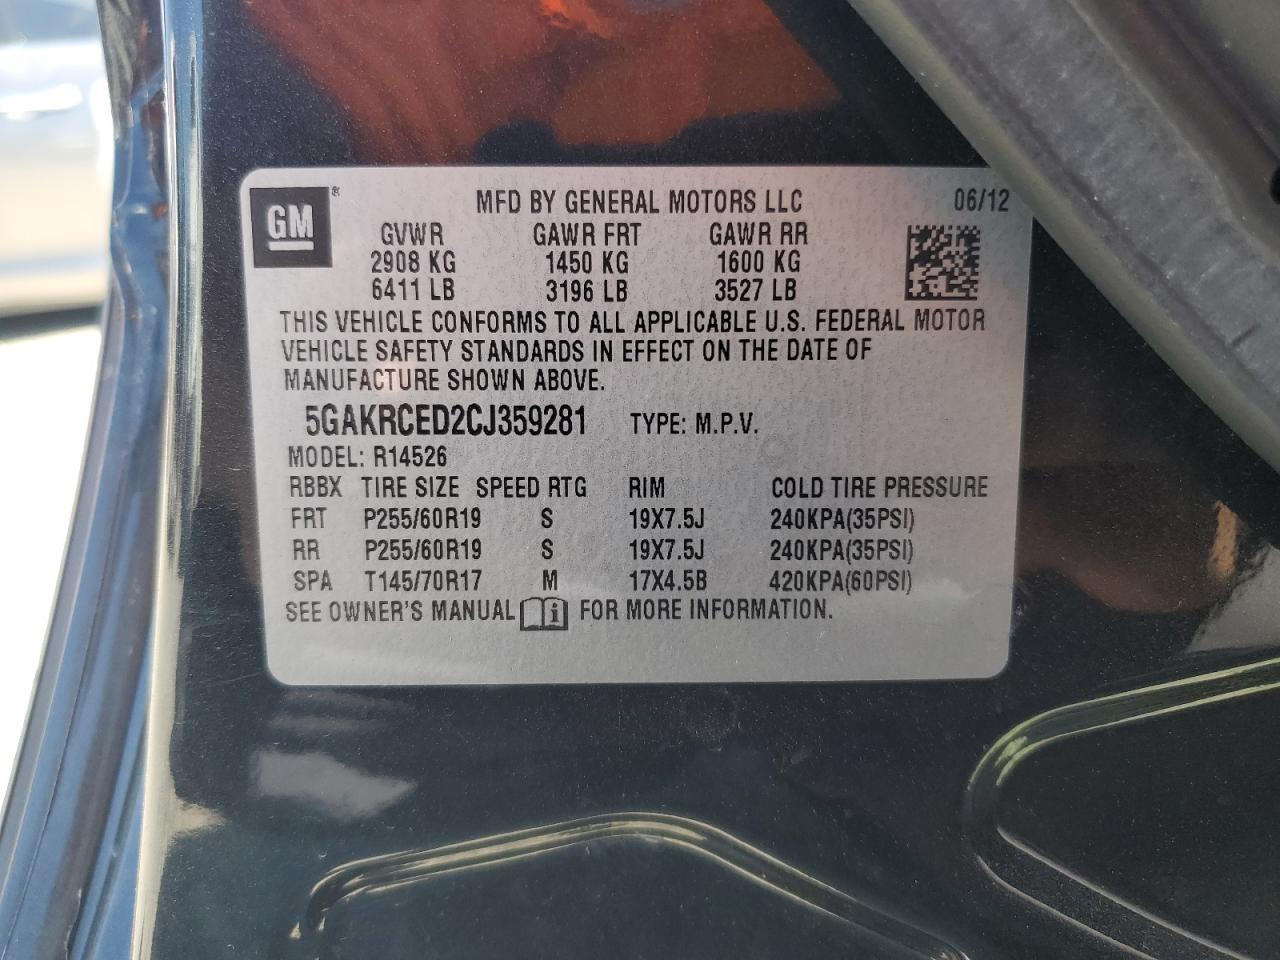 GM ® MFD BY GENERAL MOTORS LLC 06/12
GVWR GAWR FRT GAWR RR
2908 KG 1450 KG 1600 KG
6411 LB 3196 LB 3527 LB
THIS VEHICLE CONFORMS TO ALL APPLICABLE U.S. FEDERAL MOTOR
VEHICLE SAFETY STANDARDS IN EFFECT ON THE DATE OF
MANUFACTURE SHOWN ABOVE.
5GAKRCED2CJ359281 TYPE: M.P.V.
MODEL: R14526
RBBX TIRE SIZE SPEED RTG RIM COLD TIRE PRESSURE
FRT P255/60R19 S 19X7.5J 240KPA(35PSI)
RR P255/60R19 S 19X7.5J 240KPA(35PSI)
SPA T145/70R17 M 17X4.5B 420KPA(60PSI)
SEE OWNER'S MANUAL i FOR MORE INFORMATION.